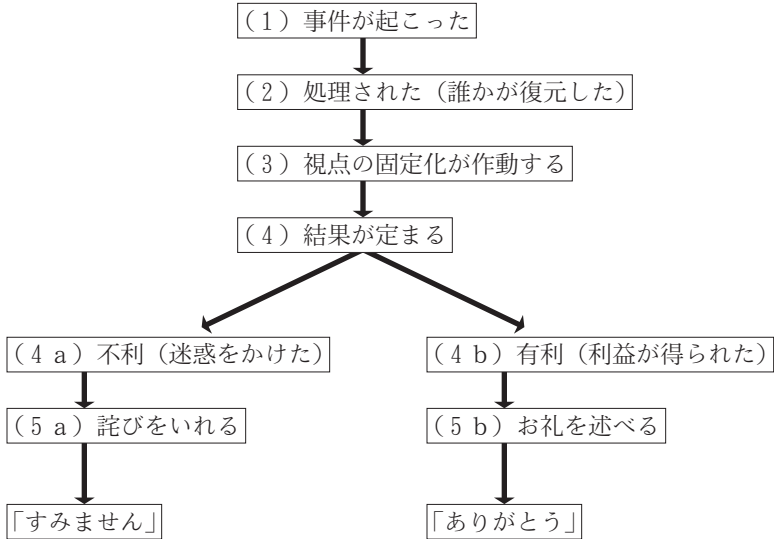 (1)事件が起こった
(2)処理された(誰かが復元した)
(3)視点の固定化が作動する
(4)結果が定まる
(4a)不利(迷惑をかけた)
(4b)有利(利益が得られた)
(5a)詫びをいれる
(5b)お礼を述べる
「すみません」
「ありがとう」